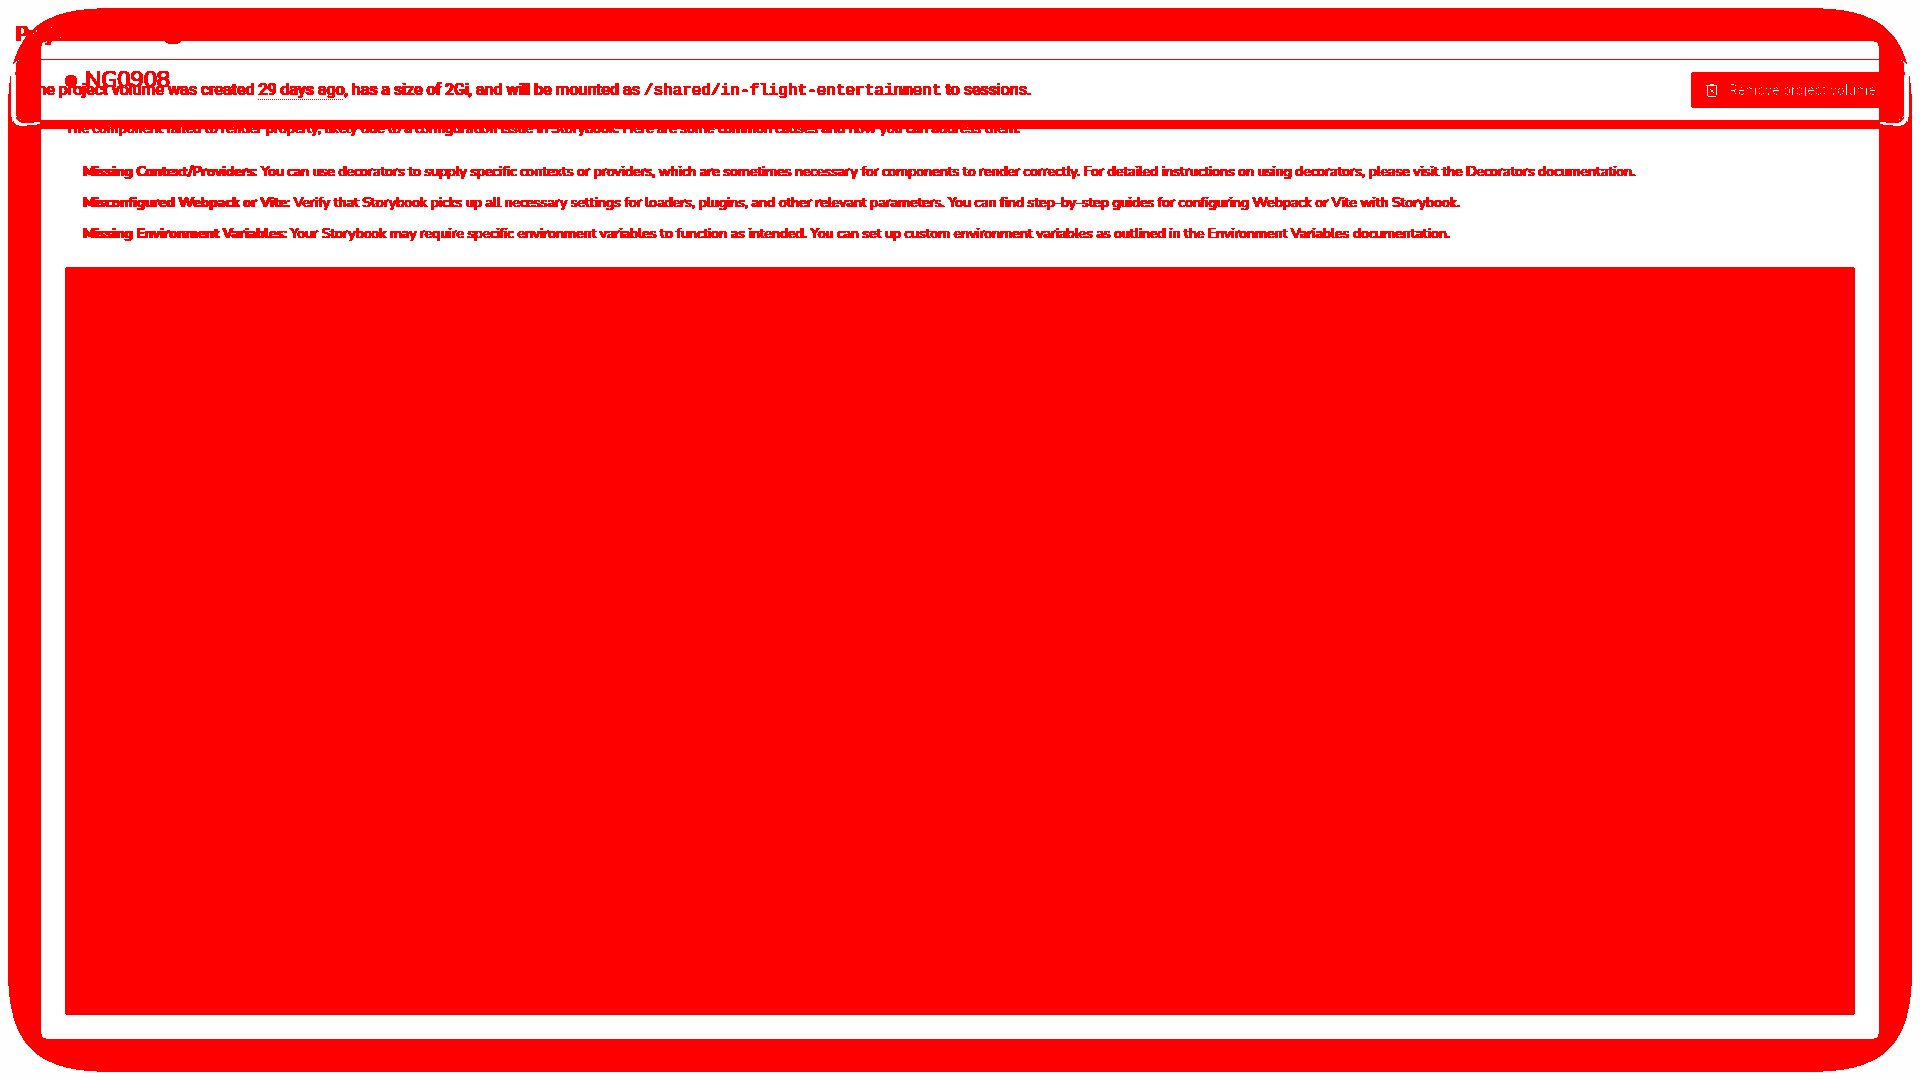 NG0908
he project volume was created 29 days ago, has a size of 2Gi, and will be mounted as /shared/in-flight-entertainment to sessions.
Remove project volume
The component failed to render properly, likely due to a configuration issue in Storybook. Here are some common causes and how you can address them:
Missing Context/Providers: You can use decorators to supply specific contexts or providers, which are sometimes necessary for components to render correctly. For detailed instructions on using decorators, please visit the Decorators documentation.
Misconfigured Webpack or Vite: Verify that Storybook picks up all necessary settings for loaders, plugins, and other relevant parameters. You can find step-by-step guides for configuring Webpack or Vite with Storybook.
Missing Environment Variables: Your Storybook may require specific environment variables to function as intended. You can set up custom environment variables as outlined in the Environment Variables documentation.